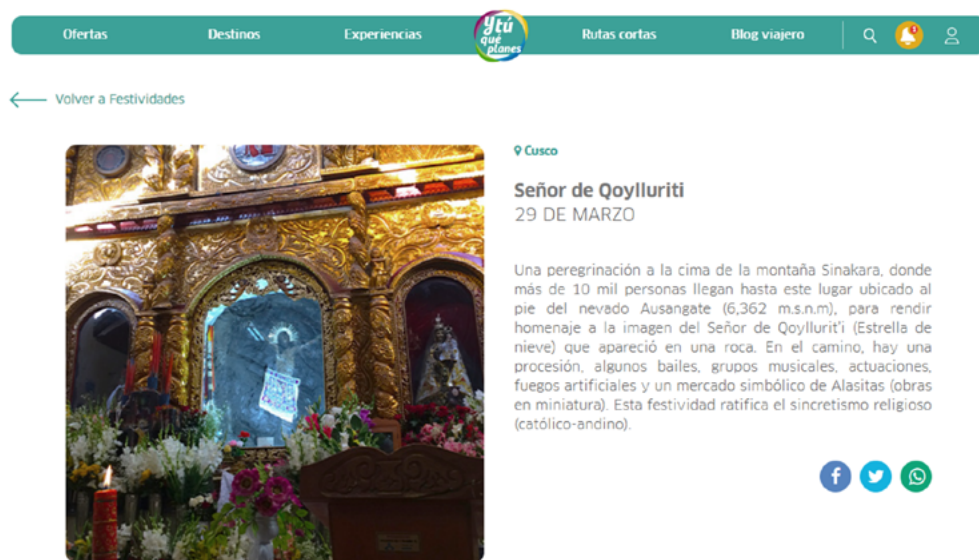 Ofertas
Destinos
Experiencias
Ytú
qué
planes
Rutas cortas
Blog viajero
Volver a Festividades
Cusco
Señor de Qoylluriti
29 DE MARZO
Una peregrinación a la cima de la montaña Sinakara, donde
más de 10 mil personas llegan hasta este lugar ubicado al
pie del nevado Ausangate (6,362 m.s.n.m), para rendir
homenaje a la imagen del Señor de Qoyllurit'i (Estrella de
nieve) que apareció en una roca. En el camino, hay una
procesión, algunos bailes, grupos musicales, actuaciones,
fuegos artificiales y un mercado simbólico de Alasitas (obras
en miniatura). Esta festividad ratifica el sincretismo religioso
(católico-andino).